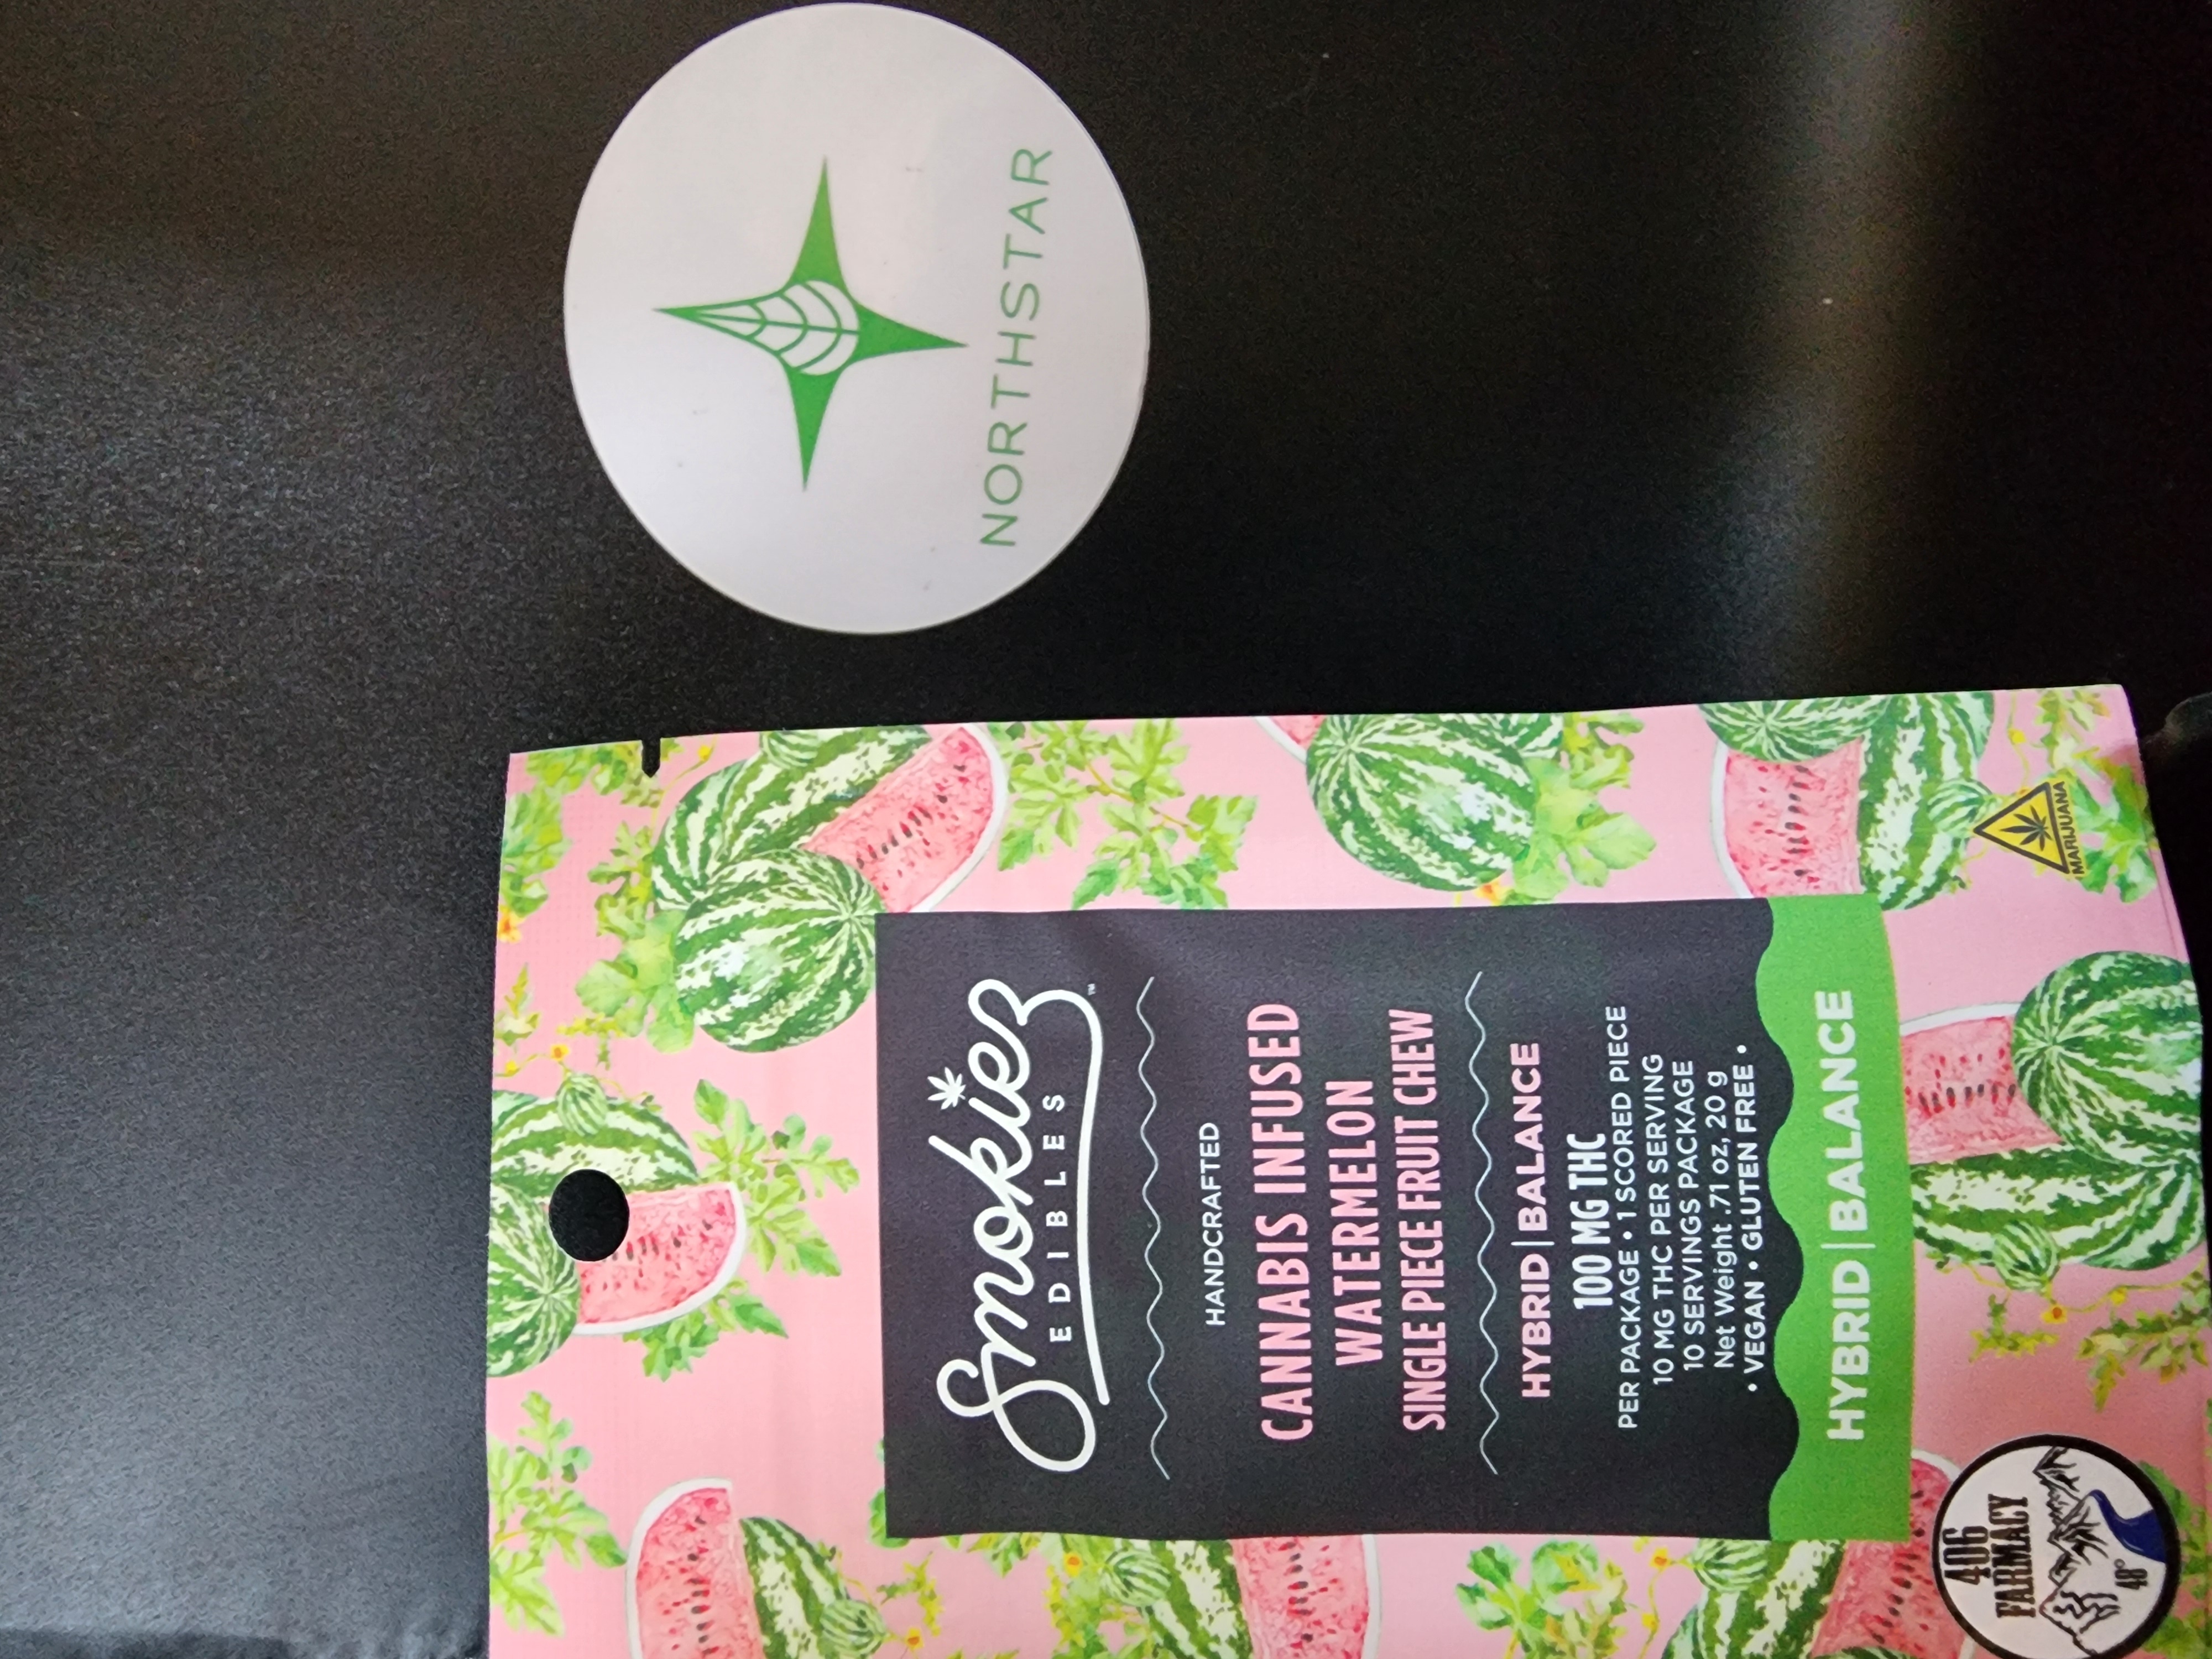 NORTHSTAR
Smokiez™
EDIBLES
HANDCRAFTED
CANNABIS INFUSED
WATERMELON
SINGLE PIECE FRUIT CHEW
HYBRID | BALANCE
100 MG THC
PER PACKAGE • 1 SCORED PIECE
10 MG THC PER SERVING
10 SERVINGS PACKAGE
Net Weight .71 oz, 20 g
• VEGAN • GLUTEN FREE •
HYBRID | BALANCE
406
FARMACY
48°
MARIJUANA